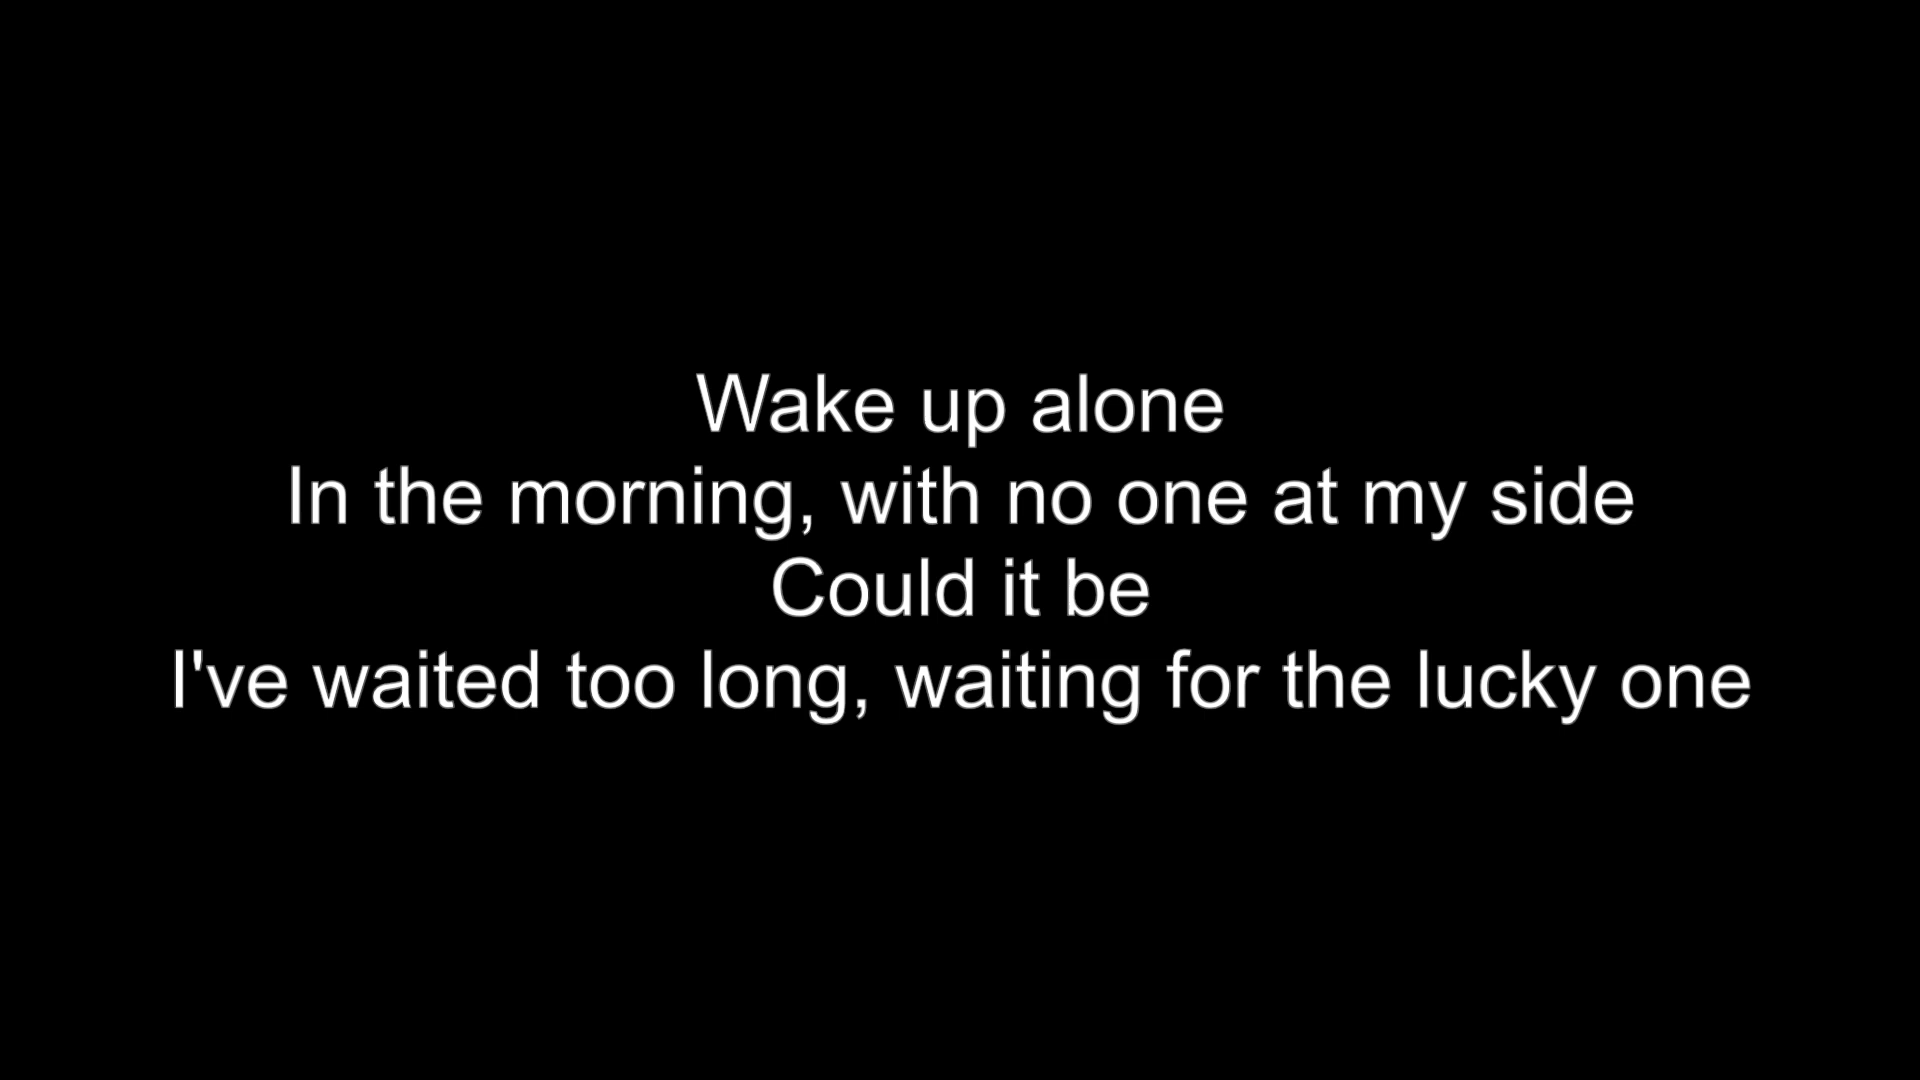 Wake up alone
In the morning, with no one at my side
Could it be
I've waited too long, waiting for the lucky one